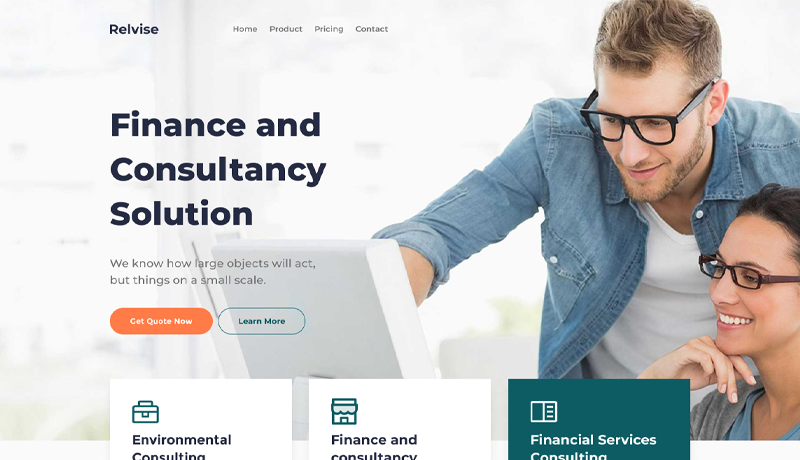 Relvise
Home Product Pricing Contact
Finance and
Consultancy
Solution
We know how large objects will act,
but things on a small scale.
Get Quote Now
Learn More
Environmental
Consulting
Finance and
consultancy
Financial Services
Consulting